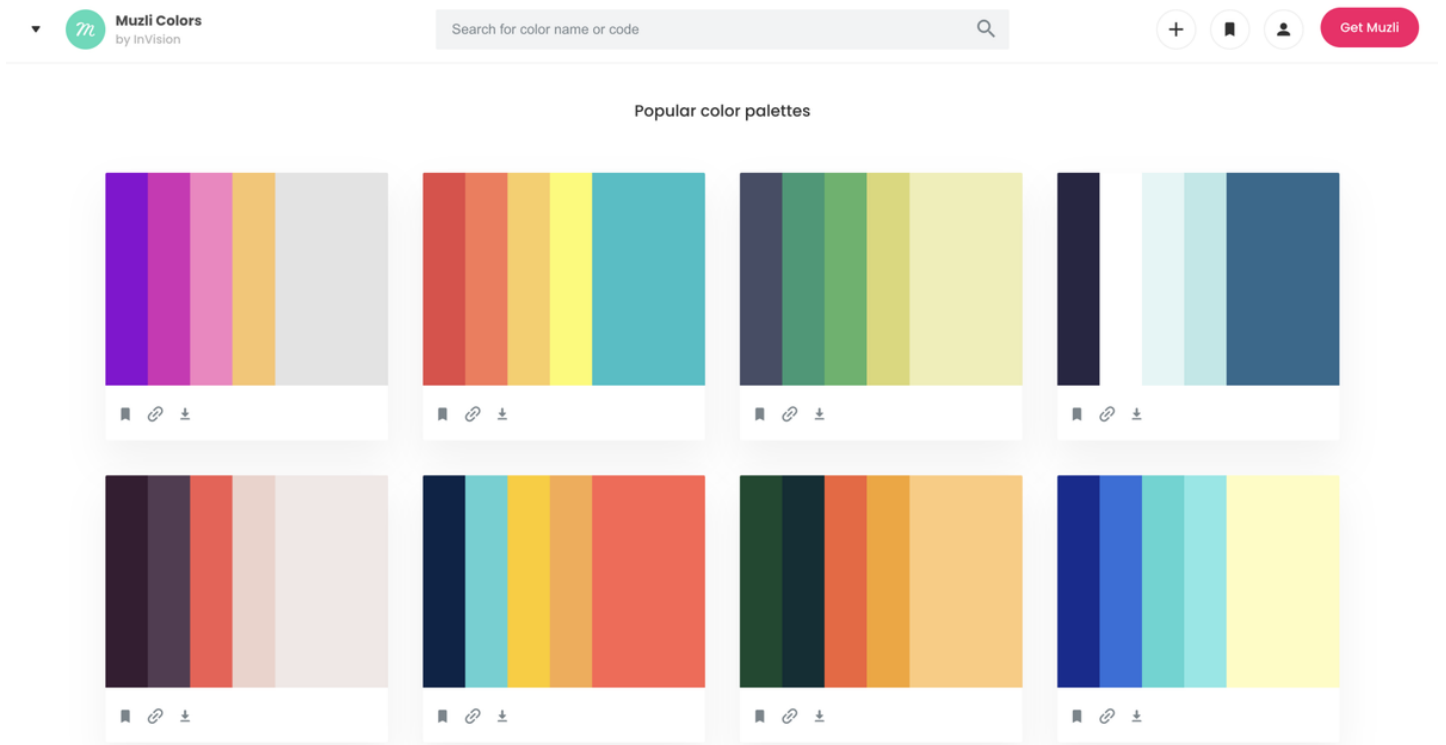 Muzli Colors
by InVision
Search for color name or code
Get Muzli
Popular color palettes